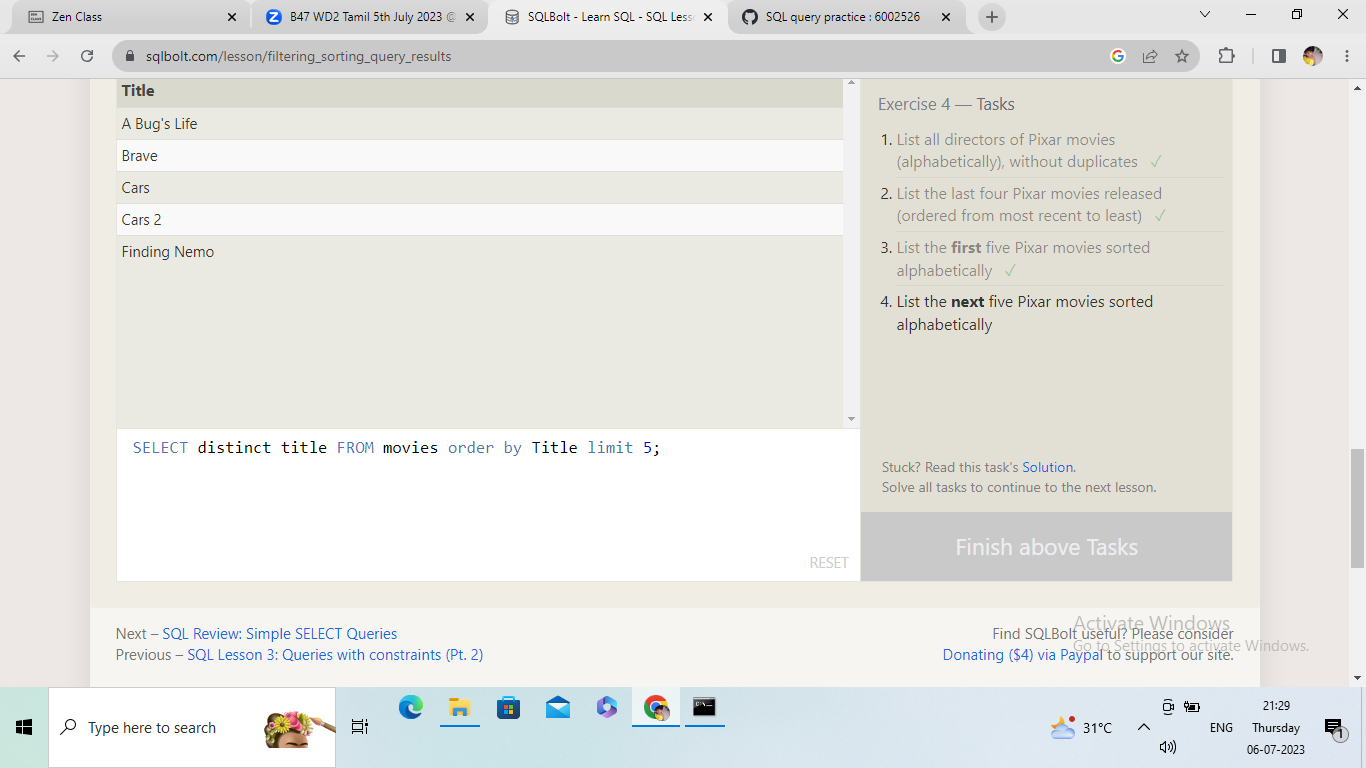 Zen Class
B47 WD2 Tamil 5th July 2023
SQLBolt - Learn SQL - SQL Less
SQL query practice : 6002526
sqlbolt.com/lesson/filtering_sorting_query_results
Title
A Bug's Life
Brave
Cars
Cars 2
Finding Nemo
SELECT distinct title FROM movies order by Title limit 5;
RESET
Exercise 4 — Tasks
1. List all directors of Pixar movies
(alphabetically), without duplicates ✓
2. List the last four Pixar movies released
(ordered from most recent to least) ✓
3. List the first five Pixar movies sorted
alphabetically ✓
4. List the next five Pixar movies sorted
alphabetically
Stuck? Read this task's Solution.
Solve all tasks to continue to the next lesson.
Finish above Tasks
Next – SQL Review: Simple SELECT Queries
Previous – SQL Lesson 3: Queries with constraints (Pt. 2)
Find SQLBolt useful? Please consider
Donating ($4) via Paypal to support our site.
Activate Windows
Go to Settings to activate Windows.
Type here to search
31°C
ENG
21:29
Thursday
06-07-2023
1